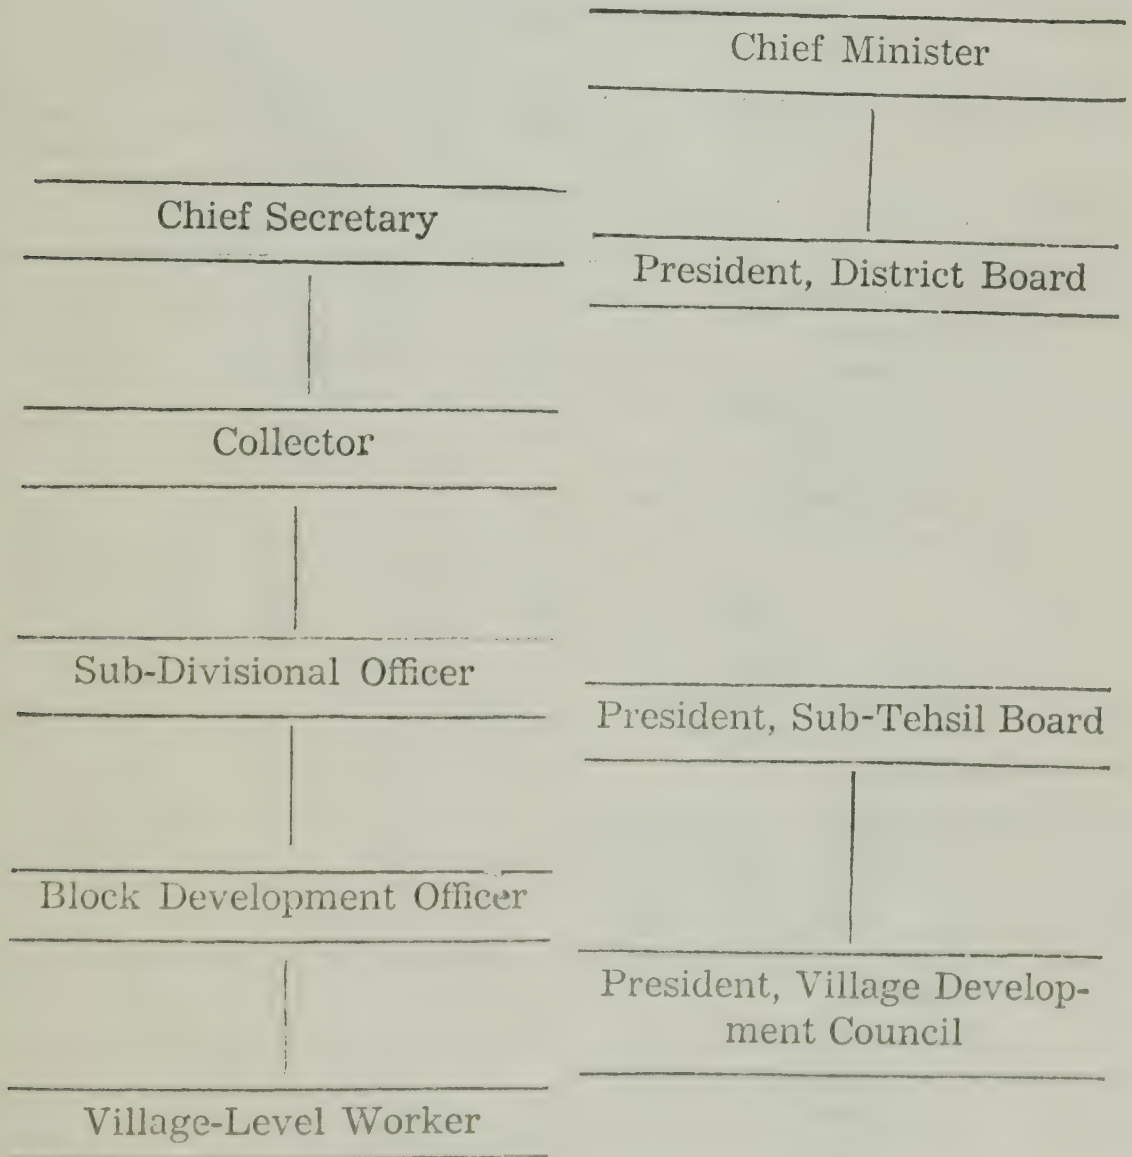 Chief Minister
Chief Secretary
President, District Board
Collector
Sub-Divisional Officer
President, Sub-Tehsil Board
Block Development Officer
President, Village Develop-
ment Council
Village-Level Worker